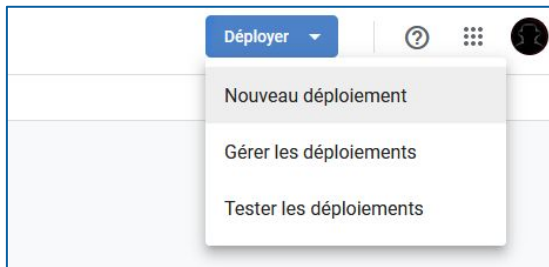 Déployer
Nouveau déploiement
Gérer les déploiements
Tester les déploiements